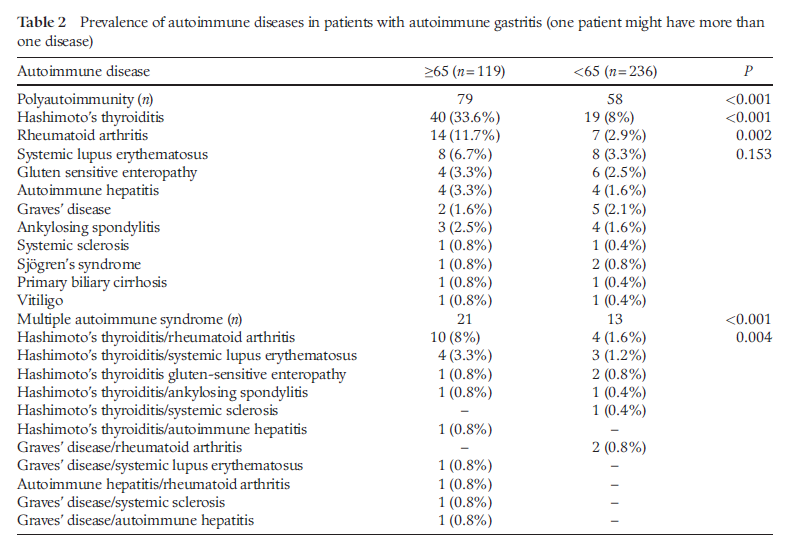 Table 2 Prevalence of autoimmune diseases in patients with autoimmune gastritis (one patient might have more than
one disease)
Autoimmune disease ≥65 (n=119) <65 (n=236) P
Polyautoimmunity (n) 79 58 <0.001
Hashimoto's thyroiditis 40 (33.6%) 19 (8%) <0.001
Rheumatoid arthritis 14 (11.7%) 7 (2.9%) 0.002
Systemic lupus erythematosus 8 (6.7%) 8 (3.3%) 0.153
Gluten sensitive enteropathy 4 (3.3%) 6 (2.5%)
Autoimmune hepatitis 4 (3.3%) 4 (1.6%)
Graves' disease 2 (1.6%) 5 (2.1%)
Ankylosing spondylitis 3 (2.5%) 4 (1.6%)
Systemic sclerosis 1 (0.8%) 1 (0.4%)
Sjögren's syndrome 1 (0.8%) 2 (0.8%)
Primary biliary cirrhosis 1 (0.8%) 1 (0.4%)
Vitiligo 1 (0.8%) 1 (0.4%)
Multiple autoimmune syndrome (n) 21 13 <0.001
Hashimoto's thyroiditis/rheumatoid arthritis 10 (8%) 4 (1.6%) 0.004
Hashimoto's thyroiditis/systemic lupus erythematosus 4 (3.3%) 3 (1.2%)
Hashimoto's thyroiditis gluten-sensitive enteropathy 1 (0.8%) 2 (0.8%)
Hashimoto's thyroiditis/ankylosing spondylitis 1 (0.8%) 1 (0.4%)
Hashimoto's thyroiditis/systemic sclerosis – 1 (0.4%)
Hashimoto's thyroiditis/autoimmune hepatitis 1 (0.8%) –
Graves' disease/rheumatoid arthritis – 2 (0.8%)
Graves' disease/systemic lupus erythematosus 1 (0.8%) –
Autoimmune hepatitis/rheumatoid arthritis 1 (0.8%) –
Graves' disease/systemic sclerosis 1 (0.8%) –
Graves' disease/autoimmune hepatitis 1 (0.8%) –